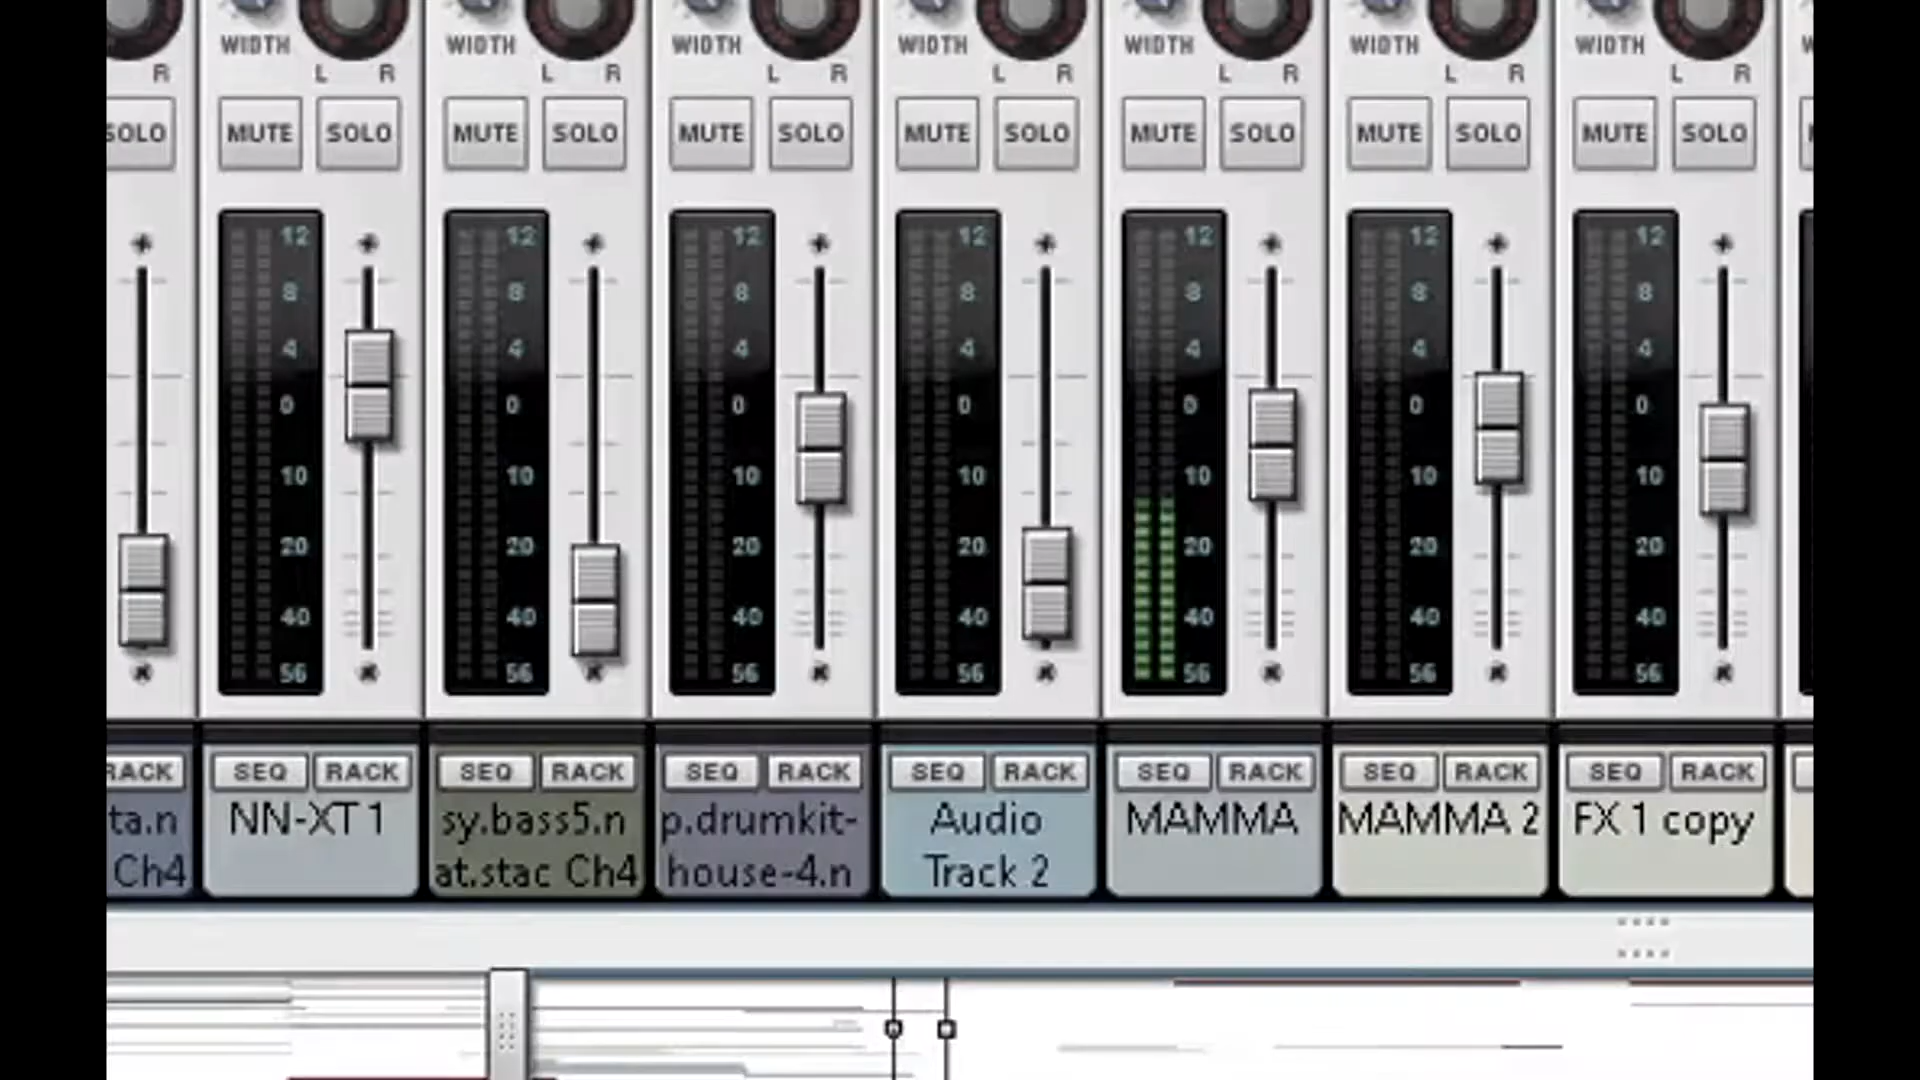 WIDTH WIDTH WIDTH WIDTH WIDTH WIDTH WIDTH
R L R L R L R L R L R L R L R
SOLO MUTE SOLO MUTE SOLO MUTE SOLO MUTE SOLO MUTE SOLO MUTE SOLO MUTE SOLO
12 12 12 12 12 12 12
8 8 8 8 8 8 8
4 4 4 4 4 4 4
0 0 0 0 0 0 0
10 10 10 10 10 10 10
20 20 20 20 20 20 20
40 40 40 40 40 40 40
56 56 56 56 56 56 56
RACK SEQ RACK SEQ RACK SEQ RACK SEQ RACK SEQ RACK SEQ RACK SEQ RACK
ta.n NN-XT 1 sy.bass5.n p.drumkit- Audio MAMMA MAMMA 2 FX 1 copy
Ch4 at.stac Ch4 house-4.n Track 2